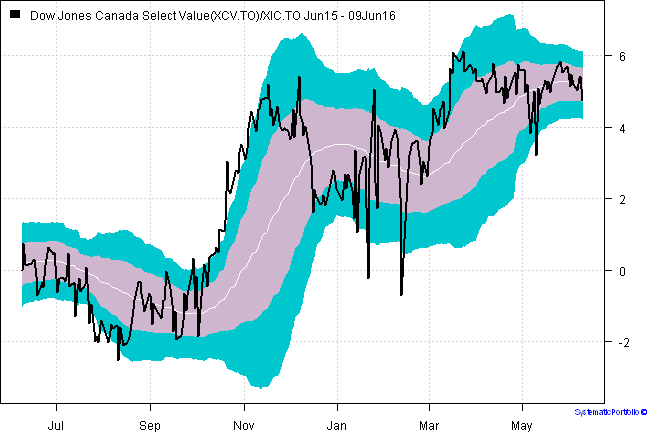 Dow Jones Canada Select Value(XCV.TO)/XIC.TO Jun15 - 09Jun16
6
4
2
0
-2
SystematicPortfolio ©
Jul Sep Nov Jan Mar May